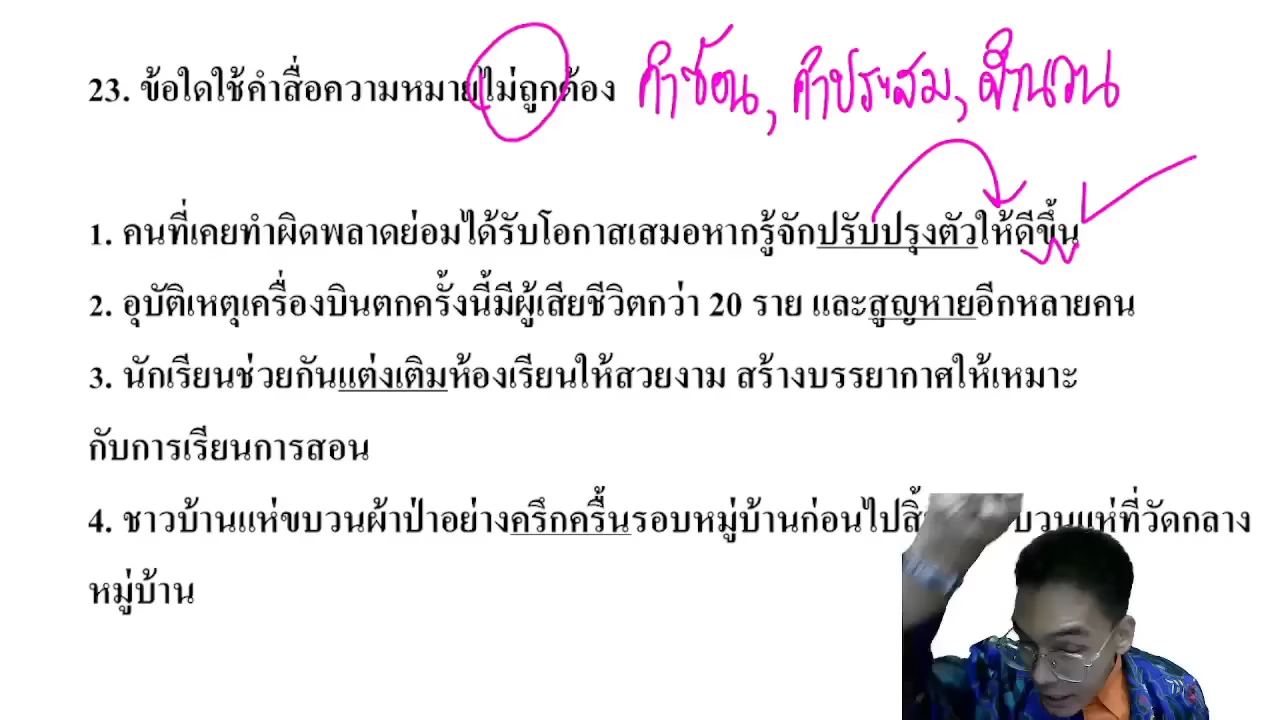 23. ข้อใดใช้คำสื่อความหมายไม่ถูกต้อง คำซ้อน, คำประสม, สำนวน
1. คนที่เคยทำผิดพลาดย่อมได้รับโอกาสเสมอหากรู้จักปรับปรุงตัวให้ดีขึ้น
2. อุบัติเหตุเครื่องบินตกครั้งนี้มีผู้เสียชีวิตกว่า 20 ราย และสูญหายอีกหลายคน
3. นักเรียนช่วยกันแต่งเติมห้องเรียนให้สวยงาม สร้างบรรยากาศให้เหมาะ
กับการเรียนการสอน
4. ชาวบ้านแห่ขบวนผ้าป่าอย่างครึกครื้นรอบหมู่บ้านก่อนไป บวนแห่ที่วัดกลาง
หมู่บ้าน